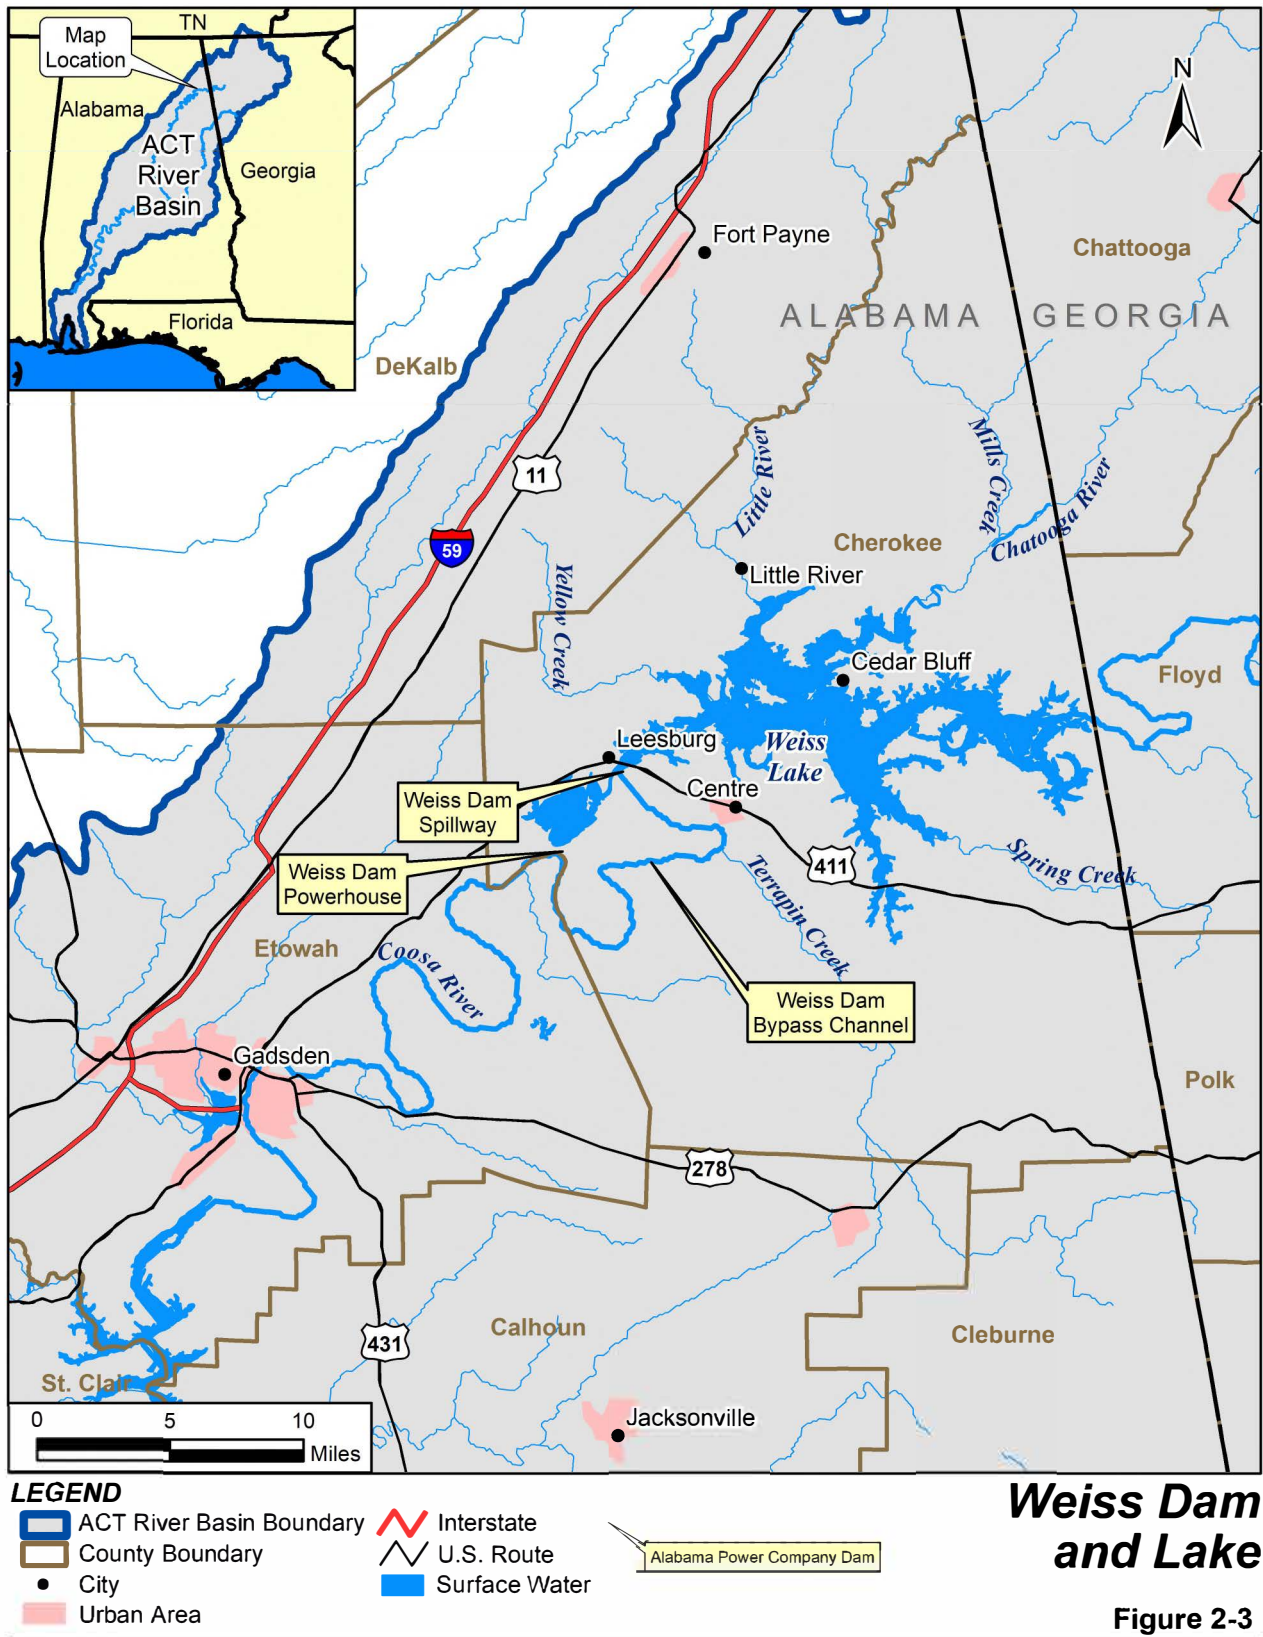 TN
Map
Location
Alabama
ACT
River
Basin
Georgia
Florida
N
Fort Payne
Chattooga
ALABAMA
GEORGIA
DeKalb
11
59
Little River
Mills Creek
Chatooga River
Cherokee
Little River
Yellow Creek
Cedar Bluff
Floyd
Leesburg
Weiss
Lake
Weiss Dam
Spillway
Centre
411
Spring Creek
Weiss Dam
Powerhouse
Terrapin Creek
Etowah
Coosa River
Weiss Dam
Bypass Channel
Gadsden
Polk
278
431
Calhoun
Cleburne
St. Clair
Jacksonville
0 5 10
Miles
LEGEND
ACT River Basin Boundary
County Boundary
City
Urban Area
Interstate
U.S. Route
Surface Water
Alabama Power Company Dam
Weiss Dam
and Lake
Figure 2-3